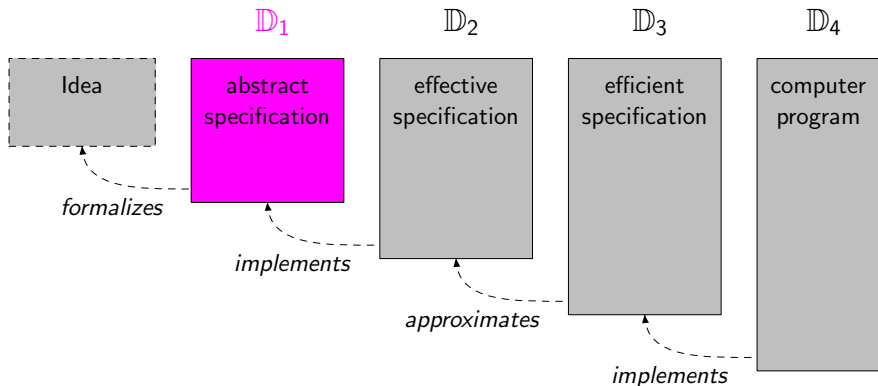 𝔻1 𝔻2 𝔻3 𝔻4
Idea
abstract
specification
effective
specification
efficient
specification
computer
program
formalizes
implements
approximates
implements